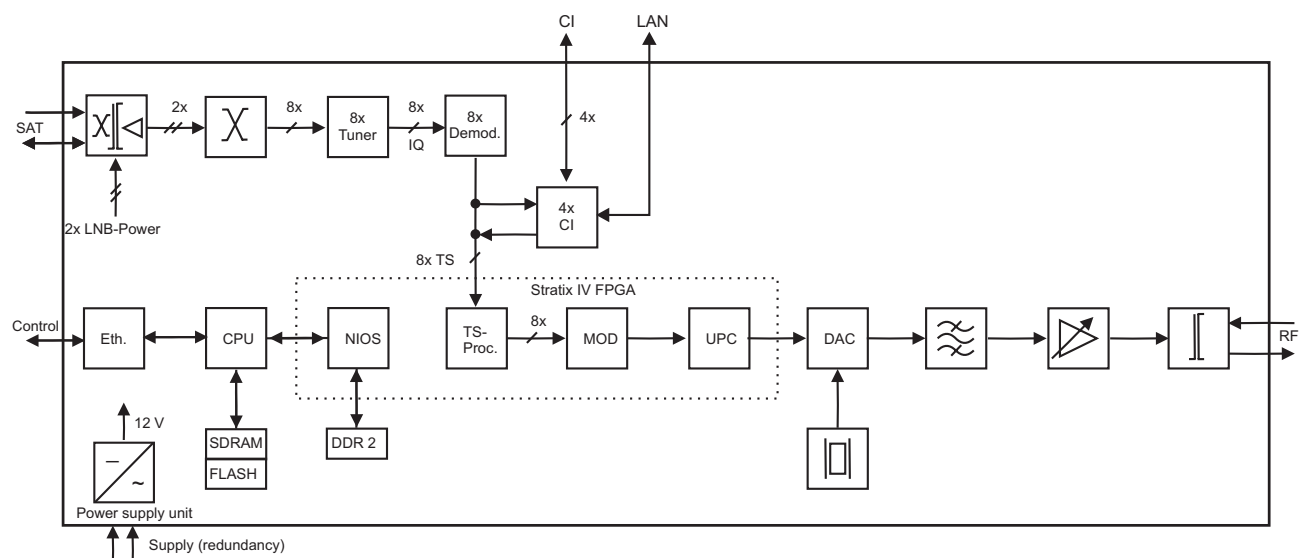 CI
LAN
SAT
2x
8x
8x
Tuner
8x
IQ
8x
Demod.
4x
4x
CI
2x LNB-Power
8x TS
Stratix IV FPGA
Control
Eth.
CPU
NIOS
TS-
Proc.
8x
MOD
UPC
DAC
RF
12 V
SDRAM
FLASH
DDR 2
Power supply unit
Supply (redundancy)